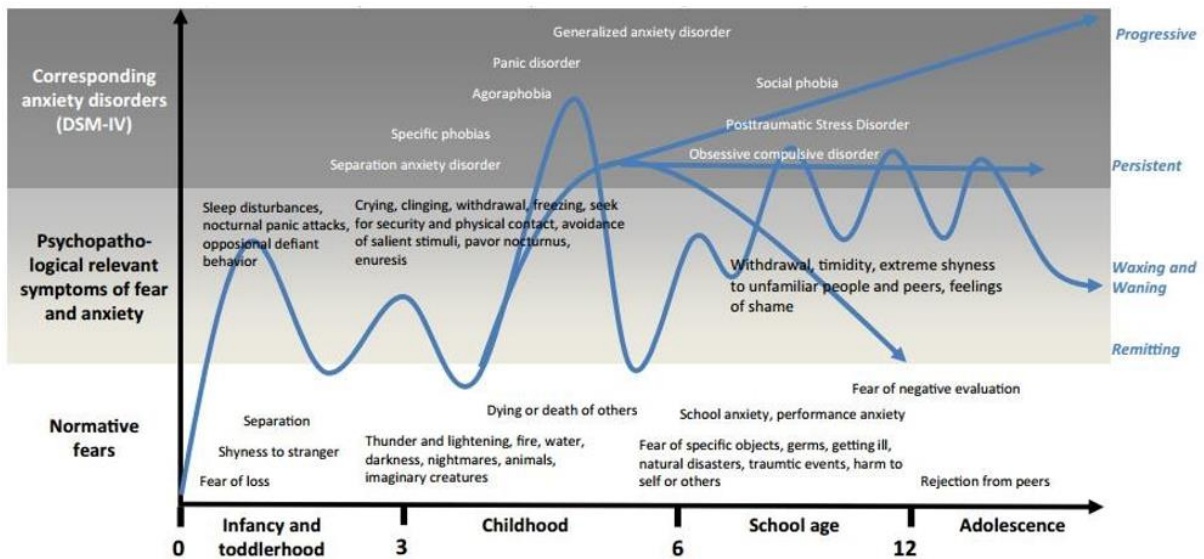 Generalized anxiety disorder
Progressive
Panic disorder
Corresponding
anxiety disorders
(DSM-IV)
Social phobia
Agoraphobia
Specific phobias
Posttraumatic Stress Disorder
Separation anxiety disorder
Obsessive compulsive disorder
Persistent
Sleep disturbances,
nocturnal panic attacks,
opposional defiant
behavior
Crying, clinging, withdrawal, freezing, seek
for security and physical contact, avoidance
of salient stimuli, pavor nocturnus,
enuresis
Psychopatho-
logical relevant
symptoms of fear
and anxiety
Withdrawal, timidity, extreme shyness
to unfamiliar people and peers, feelings
of shame
Waxing and
Waning
Remitting
Normative
fears
Fear of negative evaluation
Dying or death of others
School anxiety, performance anxiety
Separation
Shyness to stranger
Fear of loss
Thunder and lightening, fire, water,
darkness, nightmares, animals,
imaginary creatures
Fear of specific objects, germs, getting ill,
natural disasters, traumtic events, harm to
self or others
Rejection from peers
Infancy and
toddlerhood
Childhood
School age
Adolescence
0
3
6
12